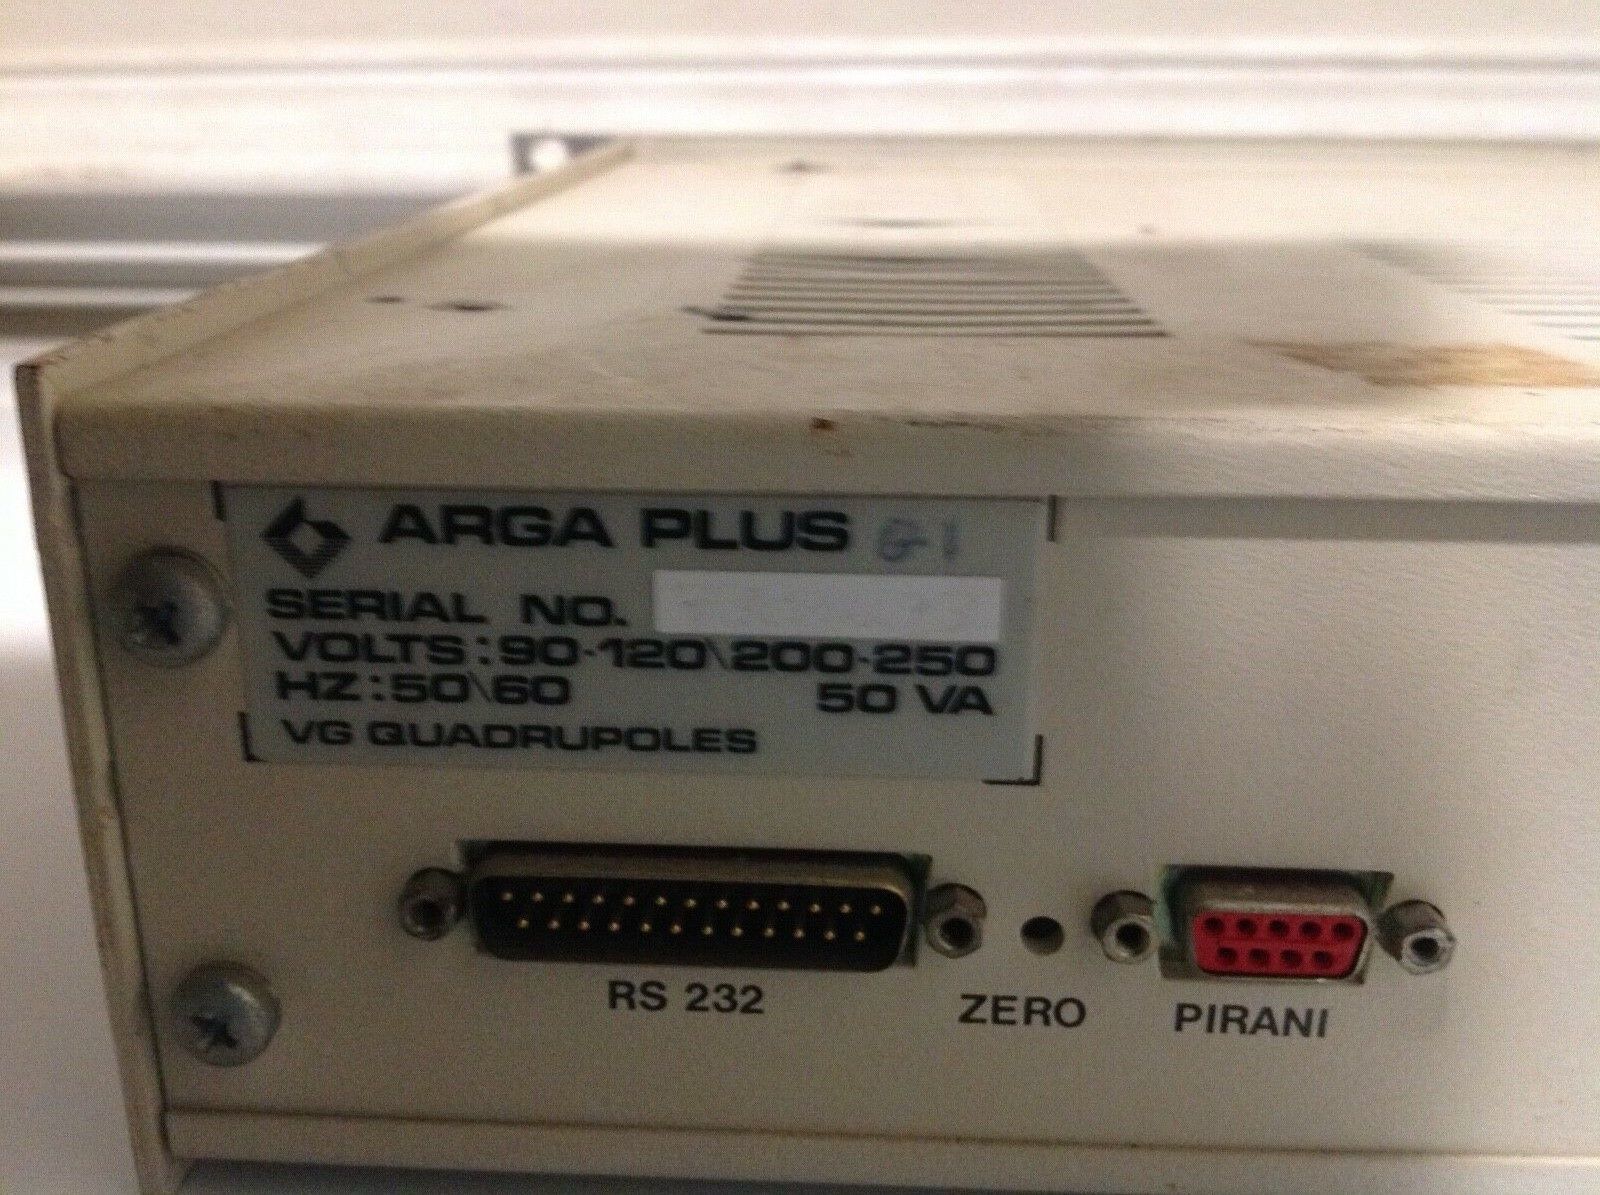 ARGA PLUS G1
SERIAL NO.
VOLTS:90-120\200-250
HZ:50\60 50 VA
VG QUADRUPOLES
RS 232
ZERO
PIRANI